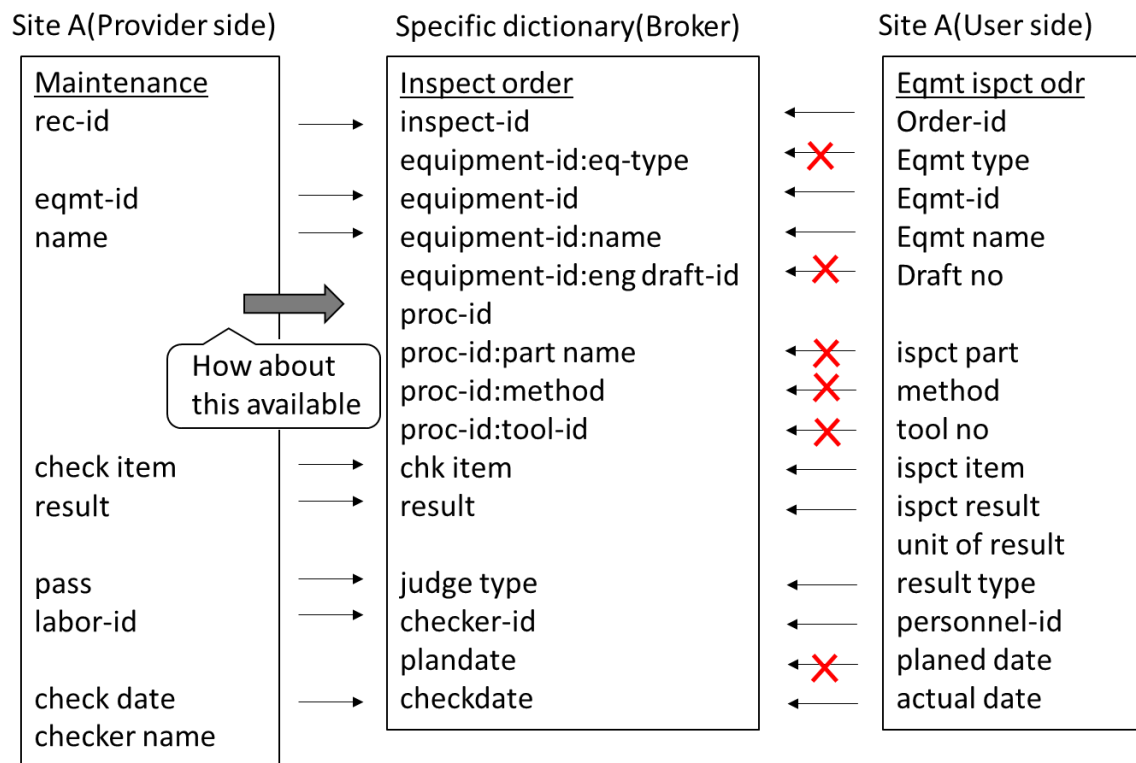 Site A(Provider side)
Maintenance
rec-id
eqmt-id
name
How about
this available
check item
result
pass
labor-id
check date
checker name
Specific dictionary(Broker)
Inspect order
inspect-id
equipment-id:eq-type
equipment-id
equipment-id:name
equipment-id:eng draft-id
proc-id
proc-id:part name
proc-id:method
proc-id:tool-id
chk item
result
judge type
checker-id
plandate
checkdate
Site A(User side)
Eqmt ispct odr
Order-id
Eqmt type
Eqmt-id
Eqmt name
Draft no
ispct part
method
tool no
ispct item
ispct result
unit of result
result type
personnel-id
planed date
actual date